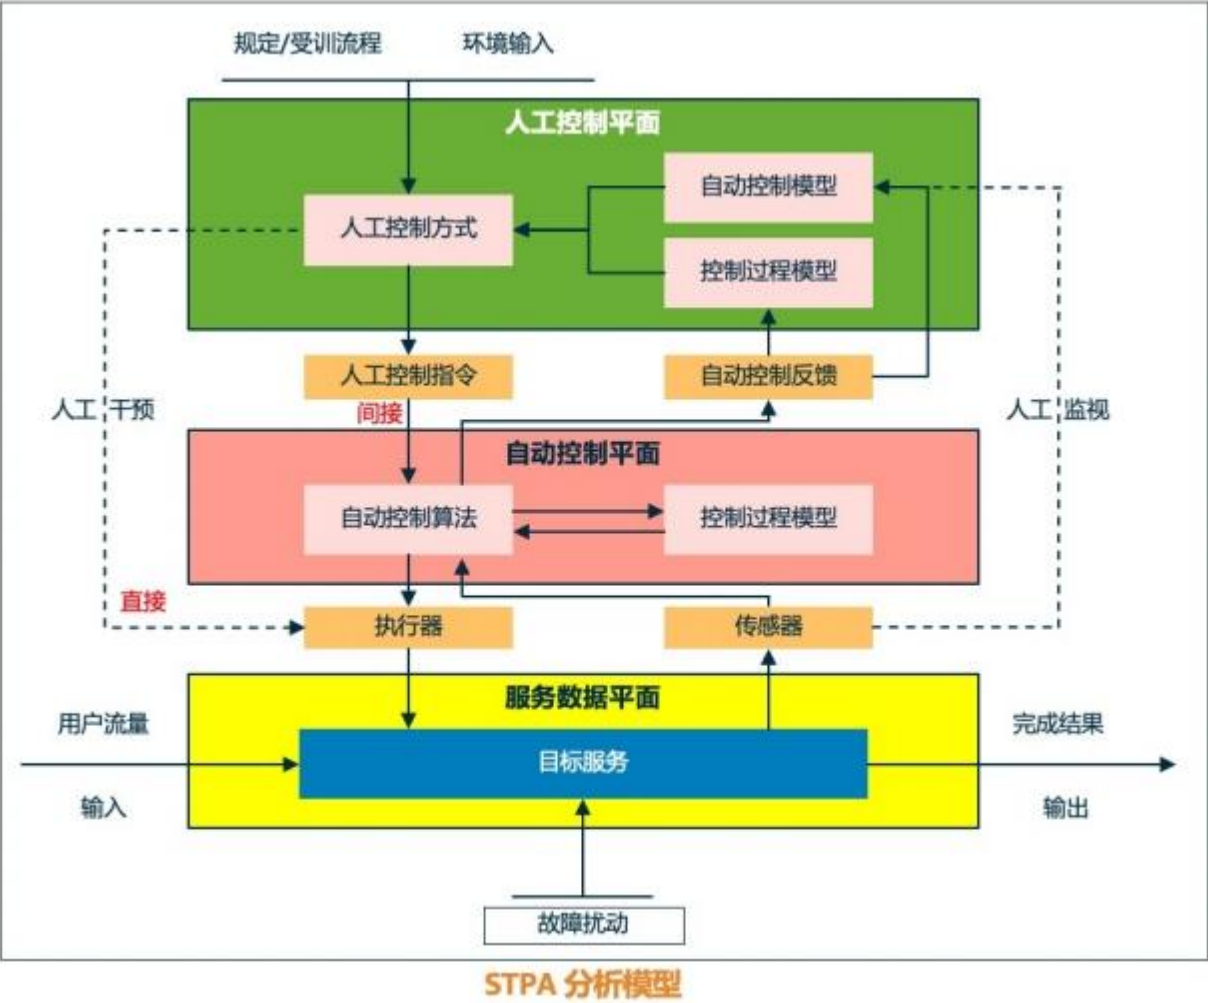 规定/受训流程
环境输入
人工控制平面
自动控制模型
人工控制方式
控制过程模型
人工控制指令
自动控制反馈
间接
人工 干预
人工 监视
自动控制平面
自动控制算法
控制过程模型
直接
执行器
传感器
服务数据平面
用户流量
完成结果
目标服务
输入
输出
故障扰动
STPA 分析模型